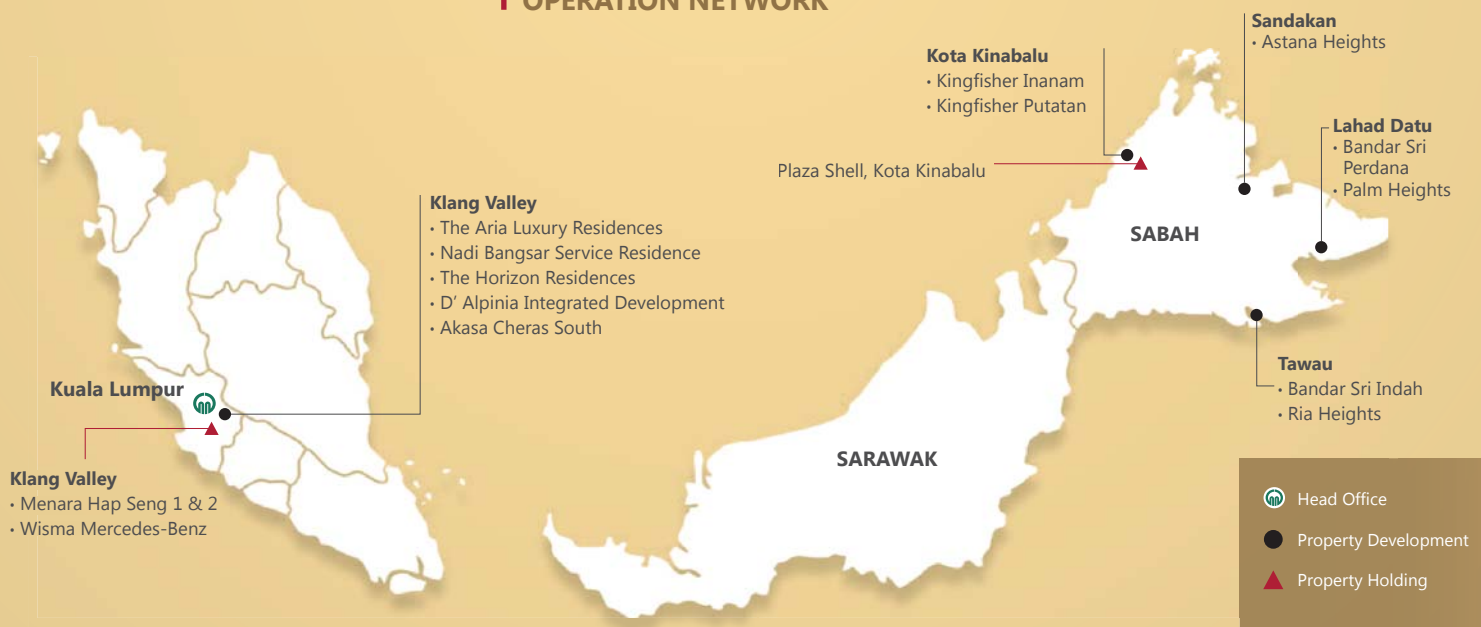 OPERATION NETWORK
Sandakan
· Astana Heights
Kota Kinabalu
· Kingfisher Inanam
· Kingfisher Putatan
Lahad Datu
· Bandar Sri
Perdana
· Palm Heights
Plaza Shell, Kota Kinabalu
Klang Valley
· The Aria Luxury Residences
· Nadi Bangsar Service Residence
· The Horizon Residences
· D' Alpinia Integrated Development
· Akasa Cheras South
SABAH
Tawau
· Bandar Sri Indah
· Ria Heights
Kuala Lumpur
SARAWAK
Klang Valley
· Menara Hap Seng 1 & 2
· Wisma Mercedes-Benz
Head Office
Property Development
Property Holding